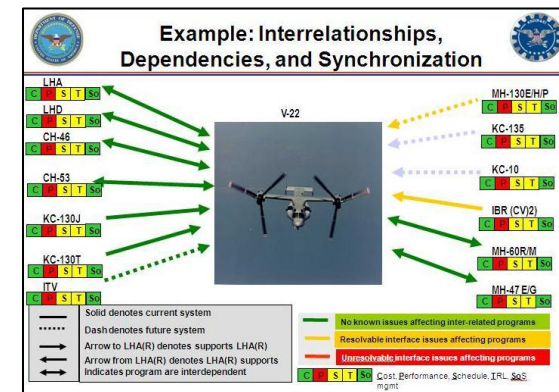 Example: Interrelationships,
Dependencies, and Synchronization
LHA
C P S T So
LHD
C P S T So
CH-46
C P S T So
CH-53
C P S T So
KC-130J
C P S T So
KC-130T
C P S T So
ITV
C P S T So
V-22
MH-130E/H/P
C P S T So
KC-135
C P S T So
KC-10
C P S T So
IBR (CV)2)
C P S T So
MH-60R/M
C P S T So
MH-47 E/G
C P S T So
Solid denotes current system
Dash denotes future system
Arrow to LHA(R) denotes supports LHA(R)
Arrow from LHA(R) denotes LHA(R) supports
Indicates program are interdependent
No known issues affecting inter-related programs
Resolvable interface issues affecting programs
Unresolvable interface issues affecting programs
C P S T So Cost, Performance, Schedule, TRL, SoS
mgmt